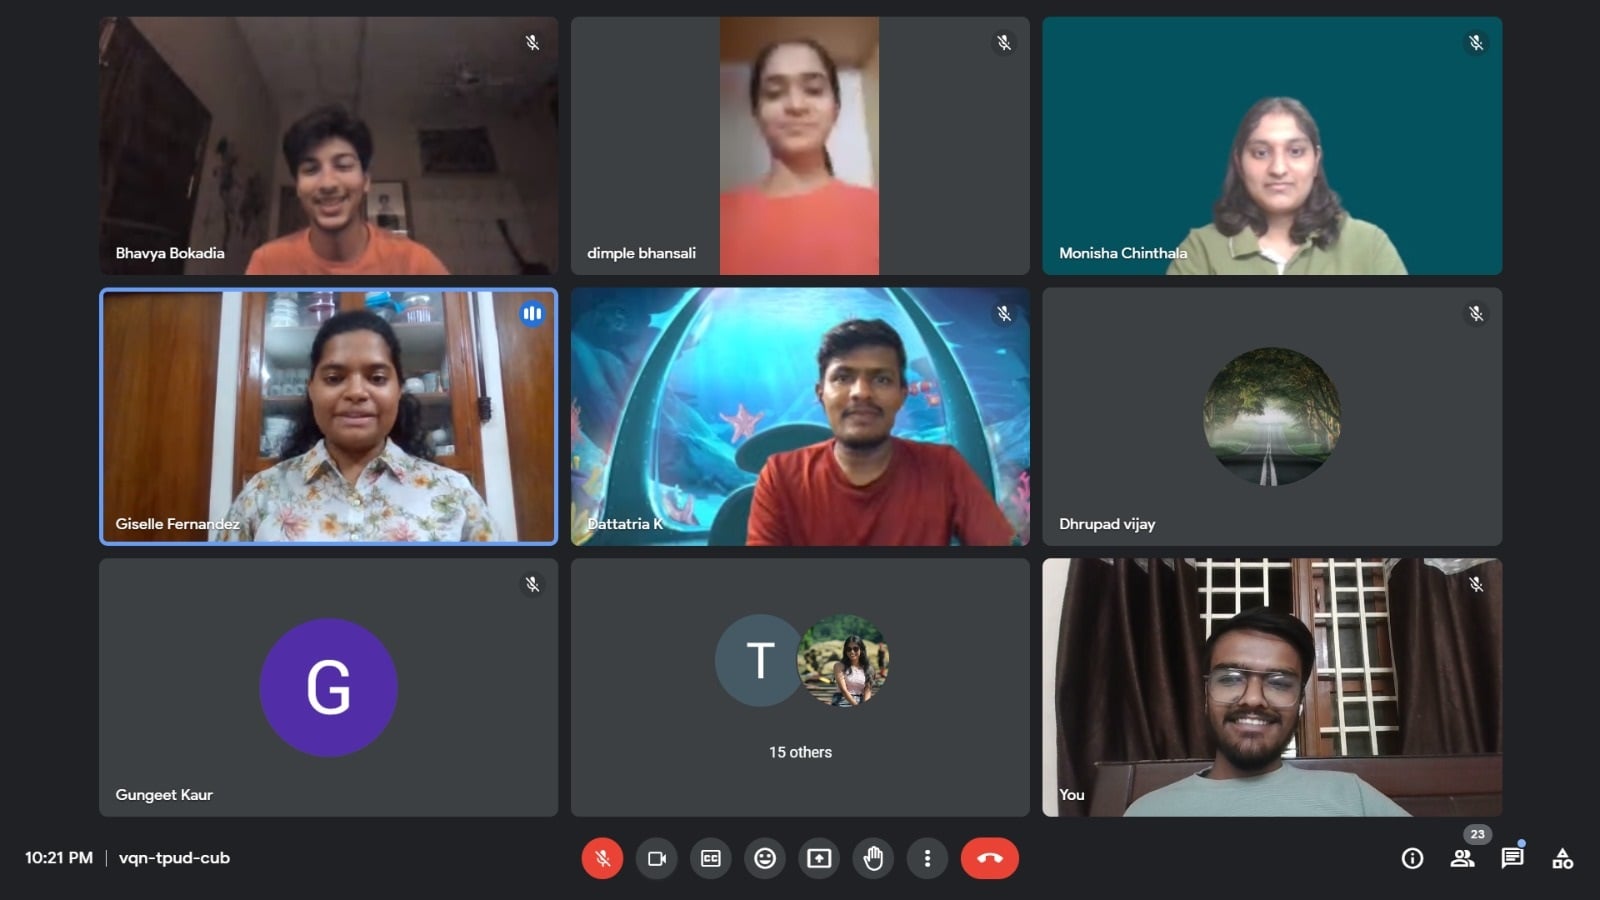 Bhavya Bokadia
dimple bhansali
Monisha Chinthala
Giselle Fernandez
Dattatria K
Dhrupad vijay
G
Gungeet Kaur
T
15 others
You
23
10:21 PM | vqn-tpud-cub
CC